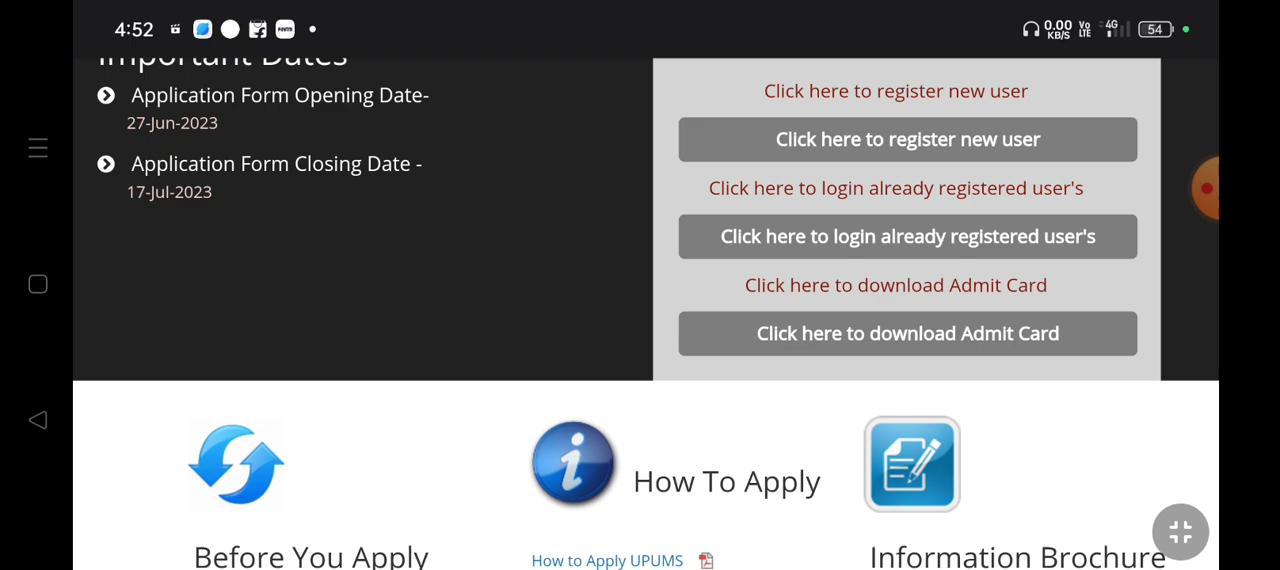 4:52
0.00
KB/S
Vo
LTE
4G
54
Important Dates
Application Form Opening Date-
27-Jun-2023
Application Form Closing Date -
17-Jul-2023
Click here to register new user
Click here to register new user
Click here to login already registered user's
Click here to login already registered user's
Click here to download Admit Card
Click here to download Admit Card
Before You Apply
How To Apply
How to Apply UPUMS
Information Brochure